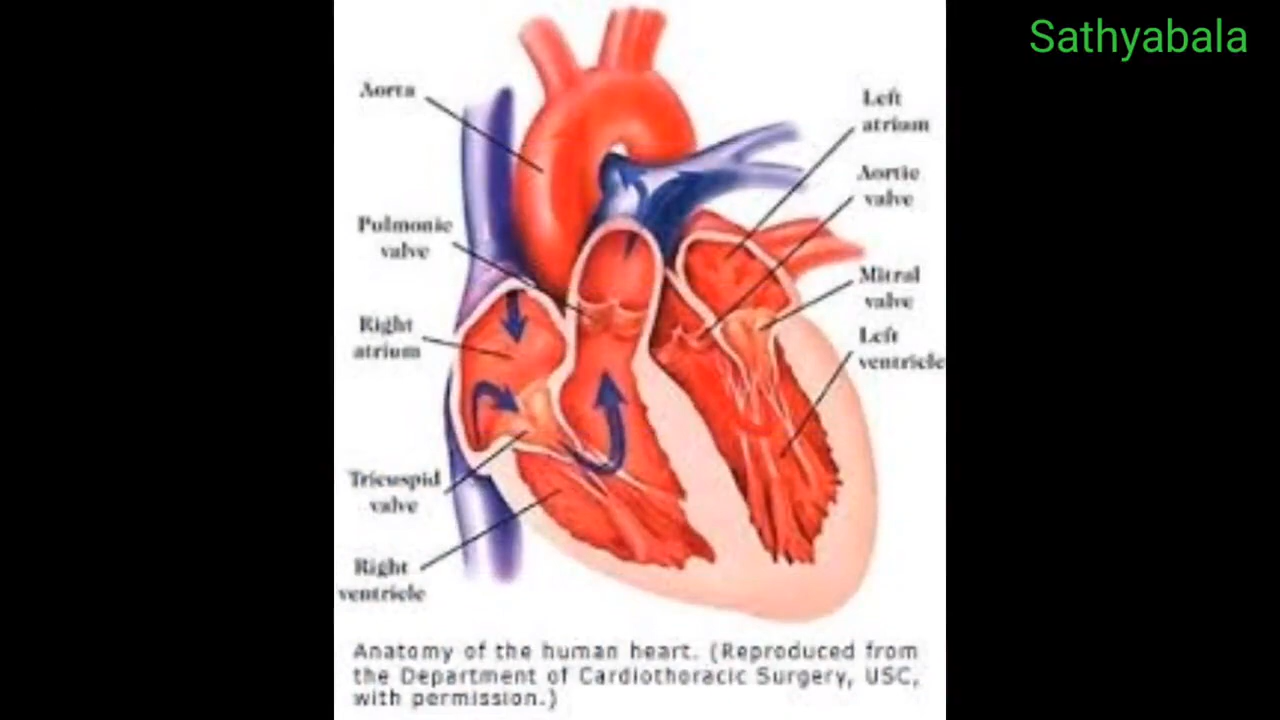 Sathyabala
Aorta
Pulmonic
valve
Right
atrium
Tricuspid
valve
Right
ventricle
Left
atrium
Aortic
valve
Mitral
valve
Left
ventricle
Anatomy of the human heart. (Reproduced from
the Department of Cardiothoracic Surgery, USC,
with permission.)